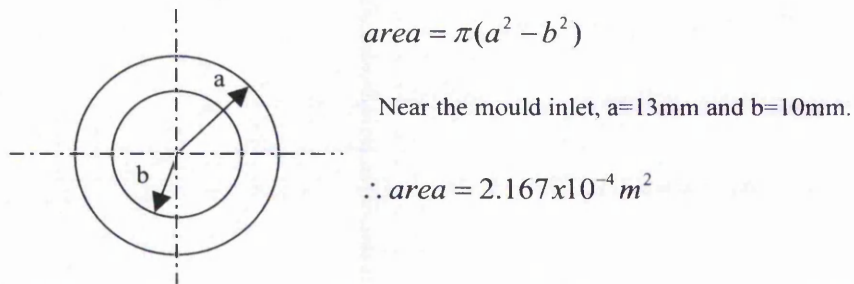 area = π(a² − b²)
a
Near the mould inlet, a=13mm and b=10mm.
b
∴ area = 2.167x10⁻⁴ m²